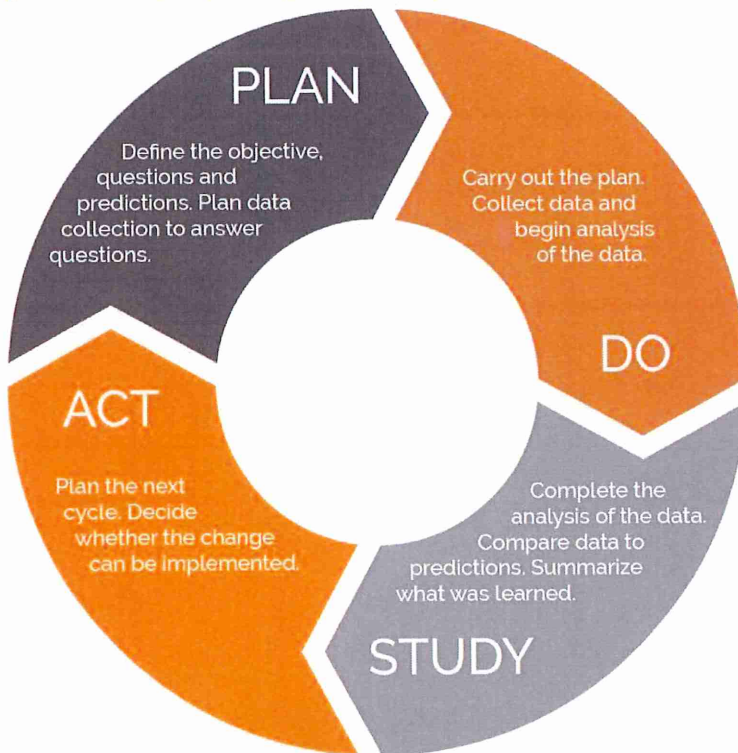 PLAN
Define the objective,
questions and
predictions. Plan data
collection to answer
questions.
Carry out the plan.
Collect data and
begin analysis
of the data.
DO
Complete the
analysis of the data.
Compare data to
predictions. Summarize
what was learned.
STUDY
ACT
Plan the next
cycle. Decide
whether the change
can be implemented.